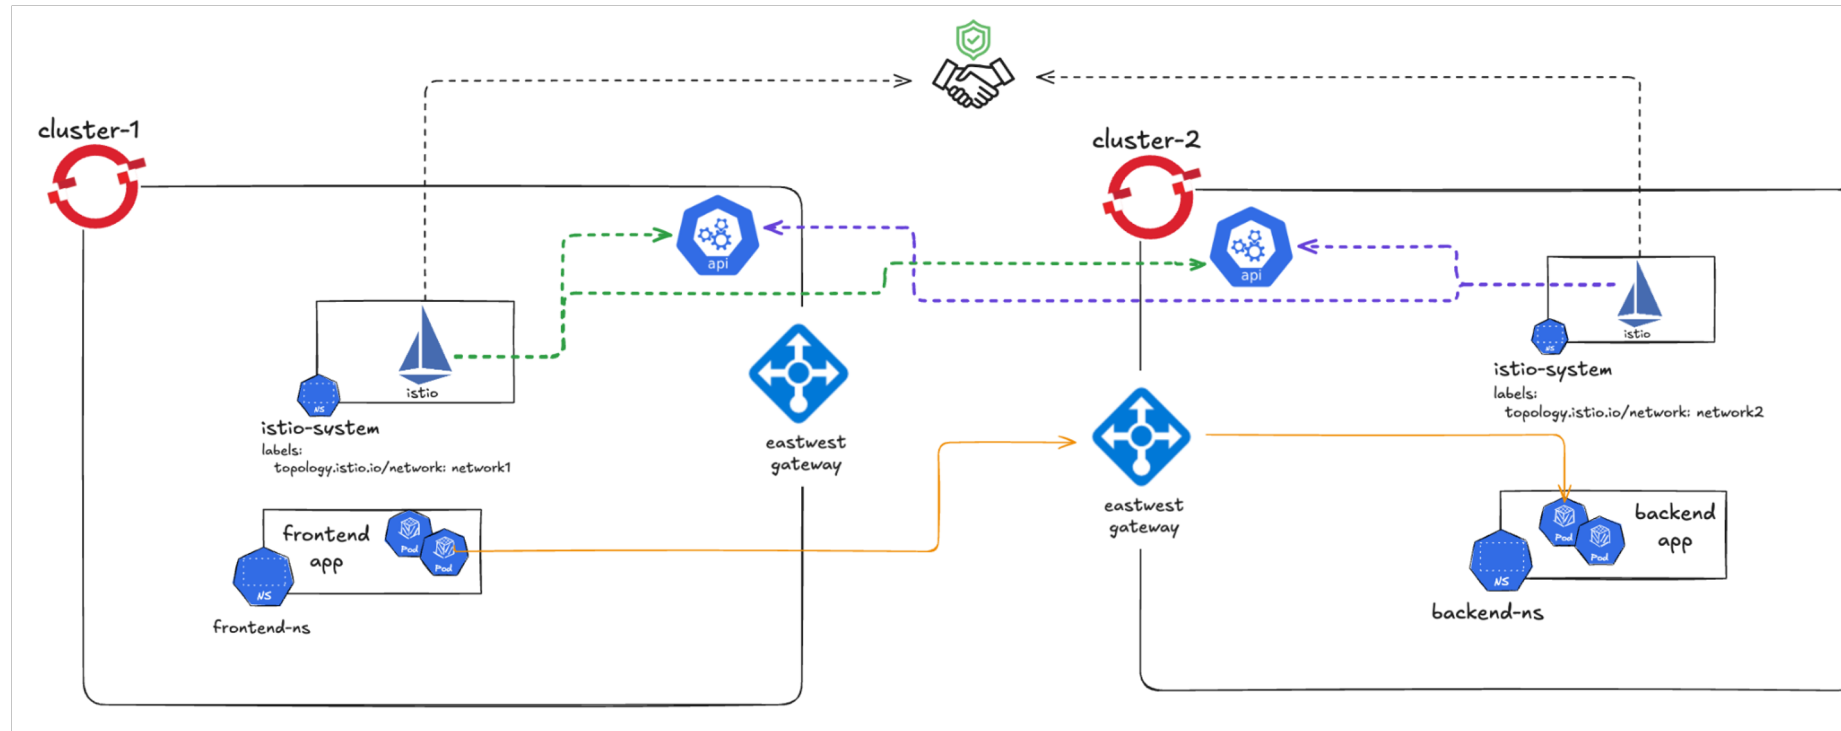 cluster-1
cluster-2
api
api
istio
NS
istio-system
labels:
topology.istio.io/network: network1
istio
NS
istio-system
labels:
topology.istio.io/network: network2
eastwest
gateway
eastwest
gateway
frontend
app
Pod
Pod
NS
frontend-ns
backend
app
Pod
Pod
NS
backend-ns